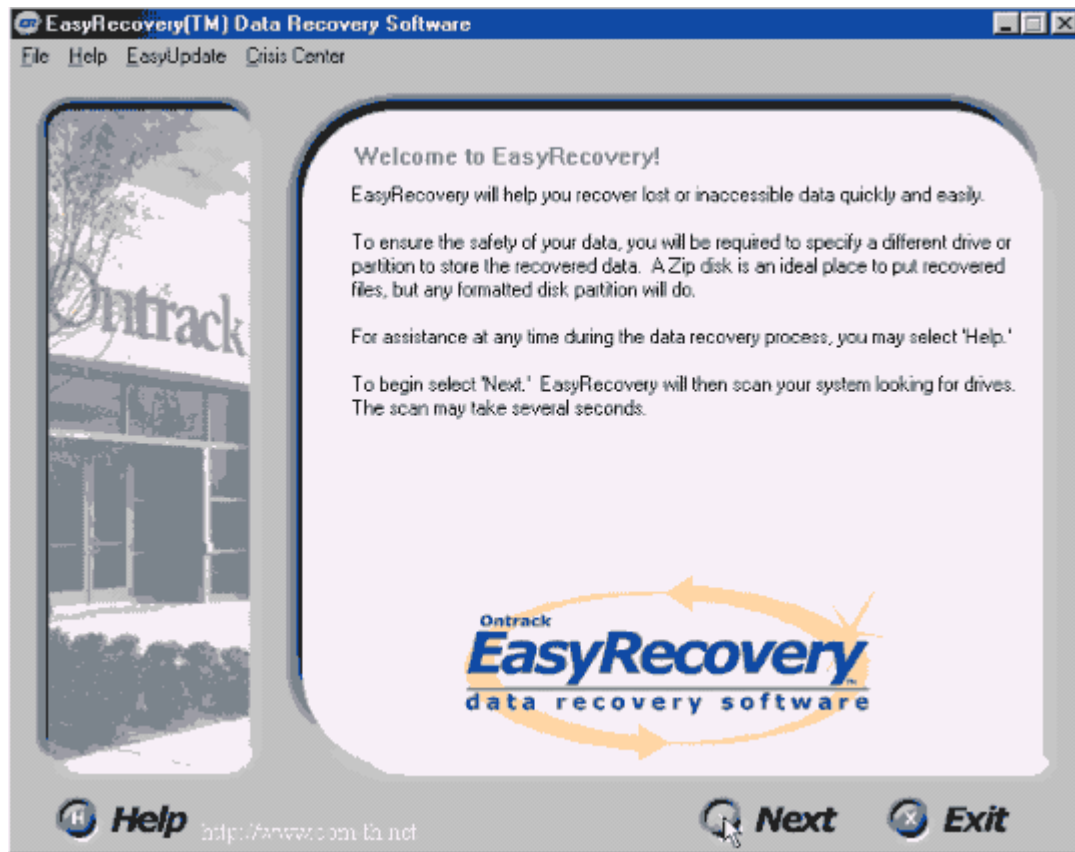 EasyRecovery(TM) Data Recovery Software
File Help EasyUpdate Crisis Center
Ontrack
Welcome to EasyRecovery!
EasyRecovery will help you recover lost or inaccessible data quickly and easily.
To ensure the safety of your data, you will be required to specify a different drive or
partition to store the recovered data. A Zip disk is an ideal place to put recovered
files, but any formatted disk partition will do.
For assistance at any time during the data recovery process, you may select 'Help.'
To begin select 'Next.' EasyRecovery will then scan your system looking for drives.
The scan may take several seconds.
Ontrack
EasyRecovery
TM
data recovery software
H Help
Next
X Exit